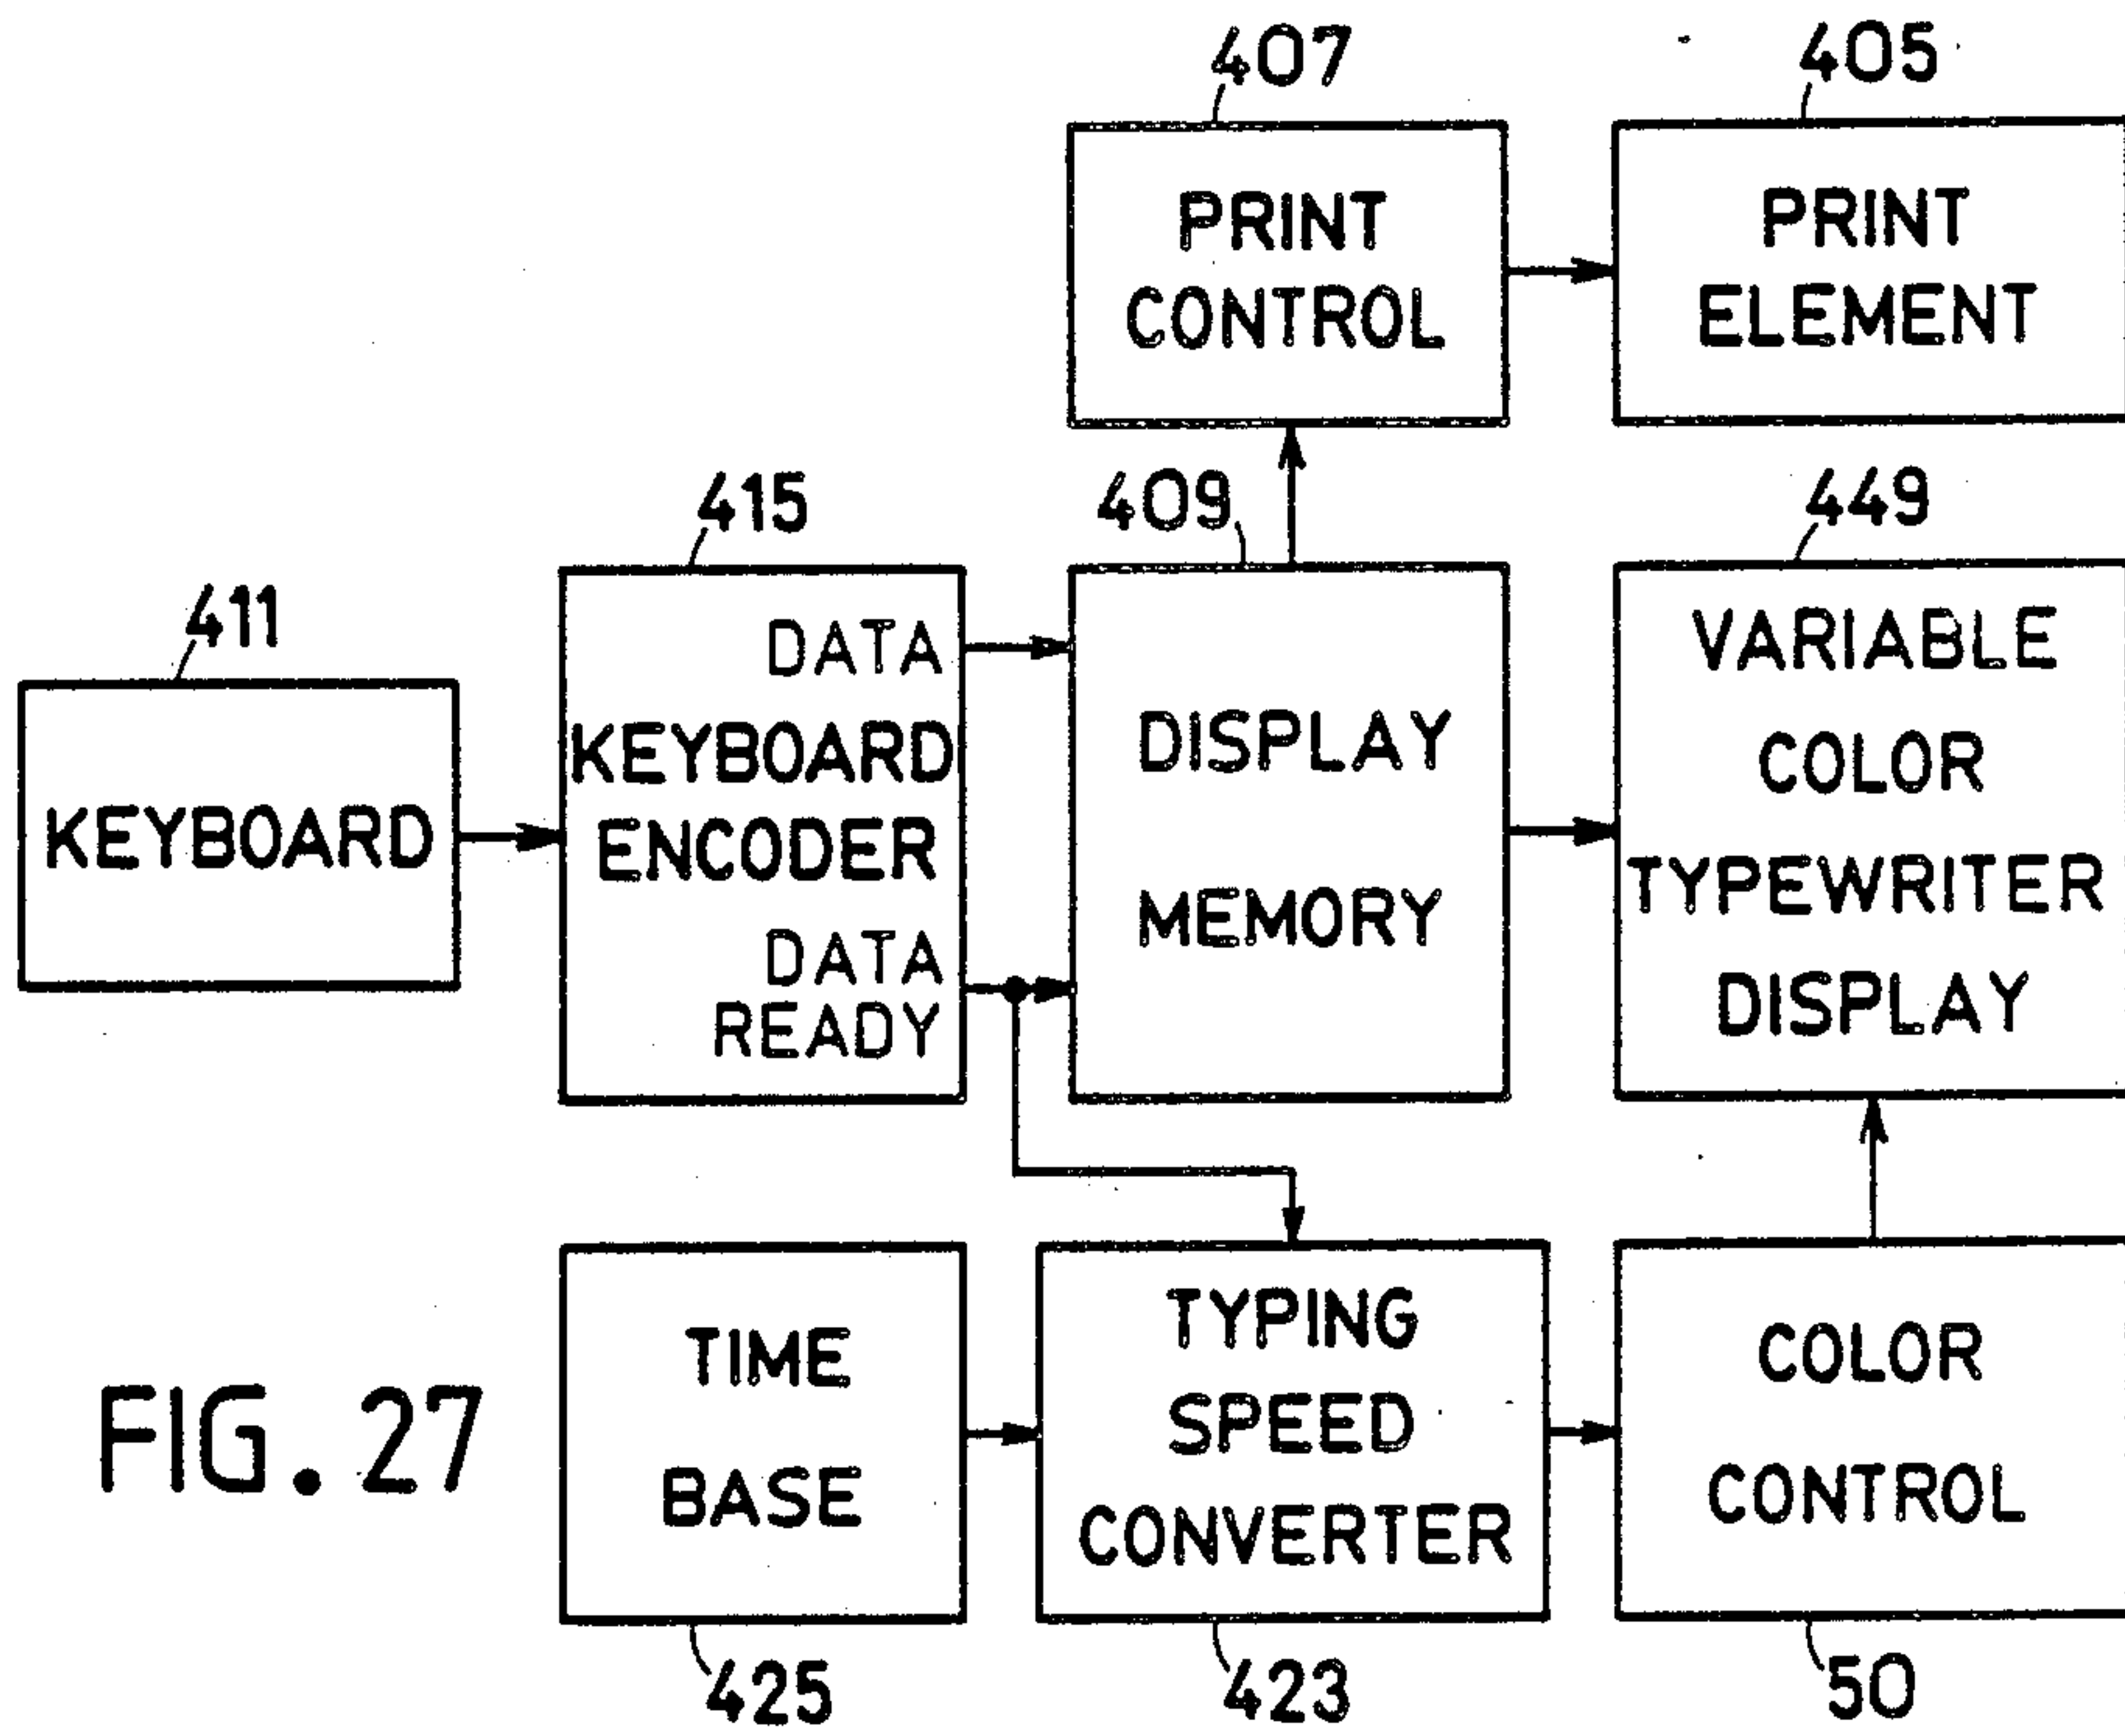 407
405
PRINT
CONTROL
PRINT
ELEMENT
415
409
449
411
DATA
KEYBOARD
ENCODER
DATA
READY
DISPLAY
MEMORY
VARIABLE
COLOR
TYPEWRITER
DISPLAY
KEYBOARD
TIME
BASE
TYPING
SPEED
CONVERTER
COLOR
CONTROL
FIG. 27
425
423
50